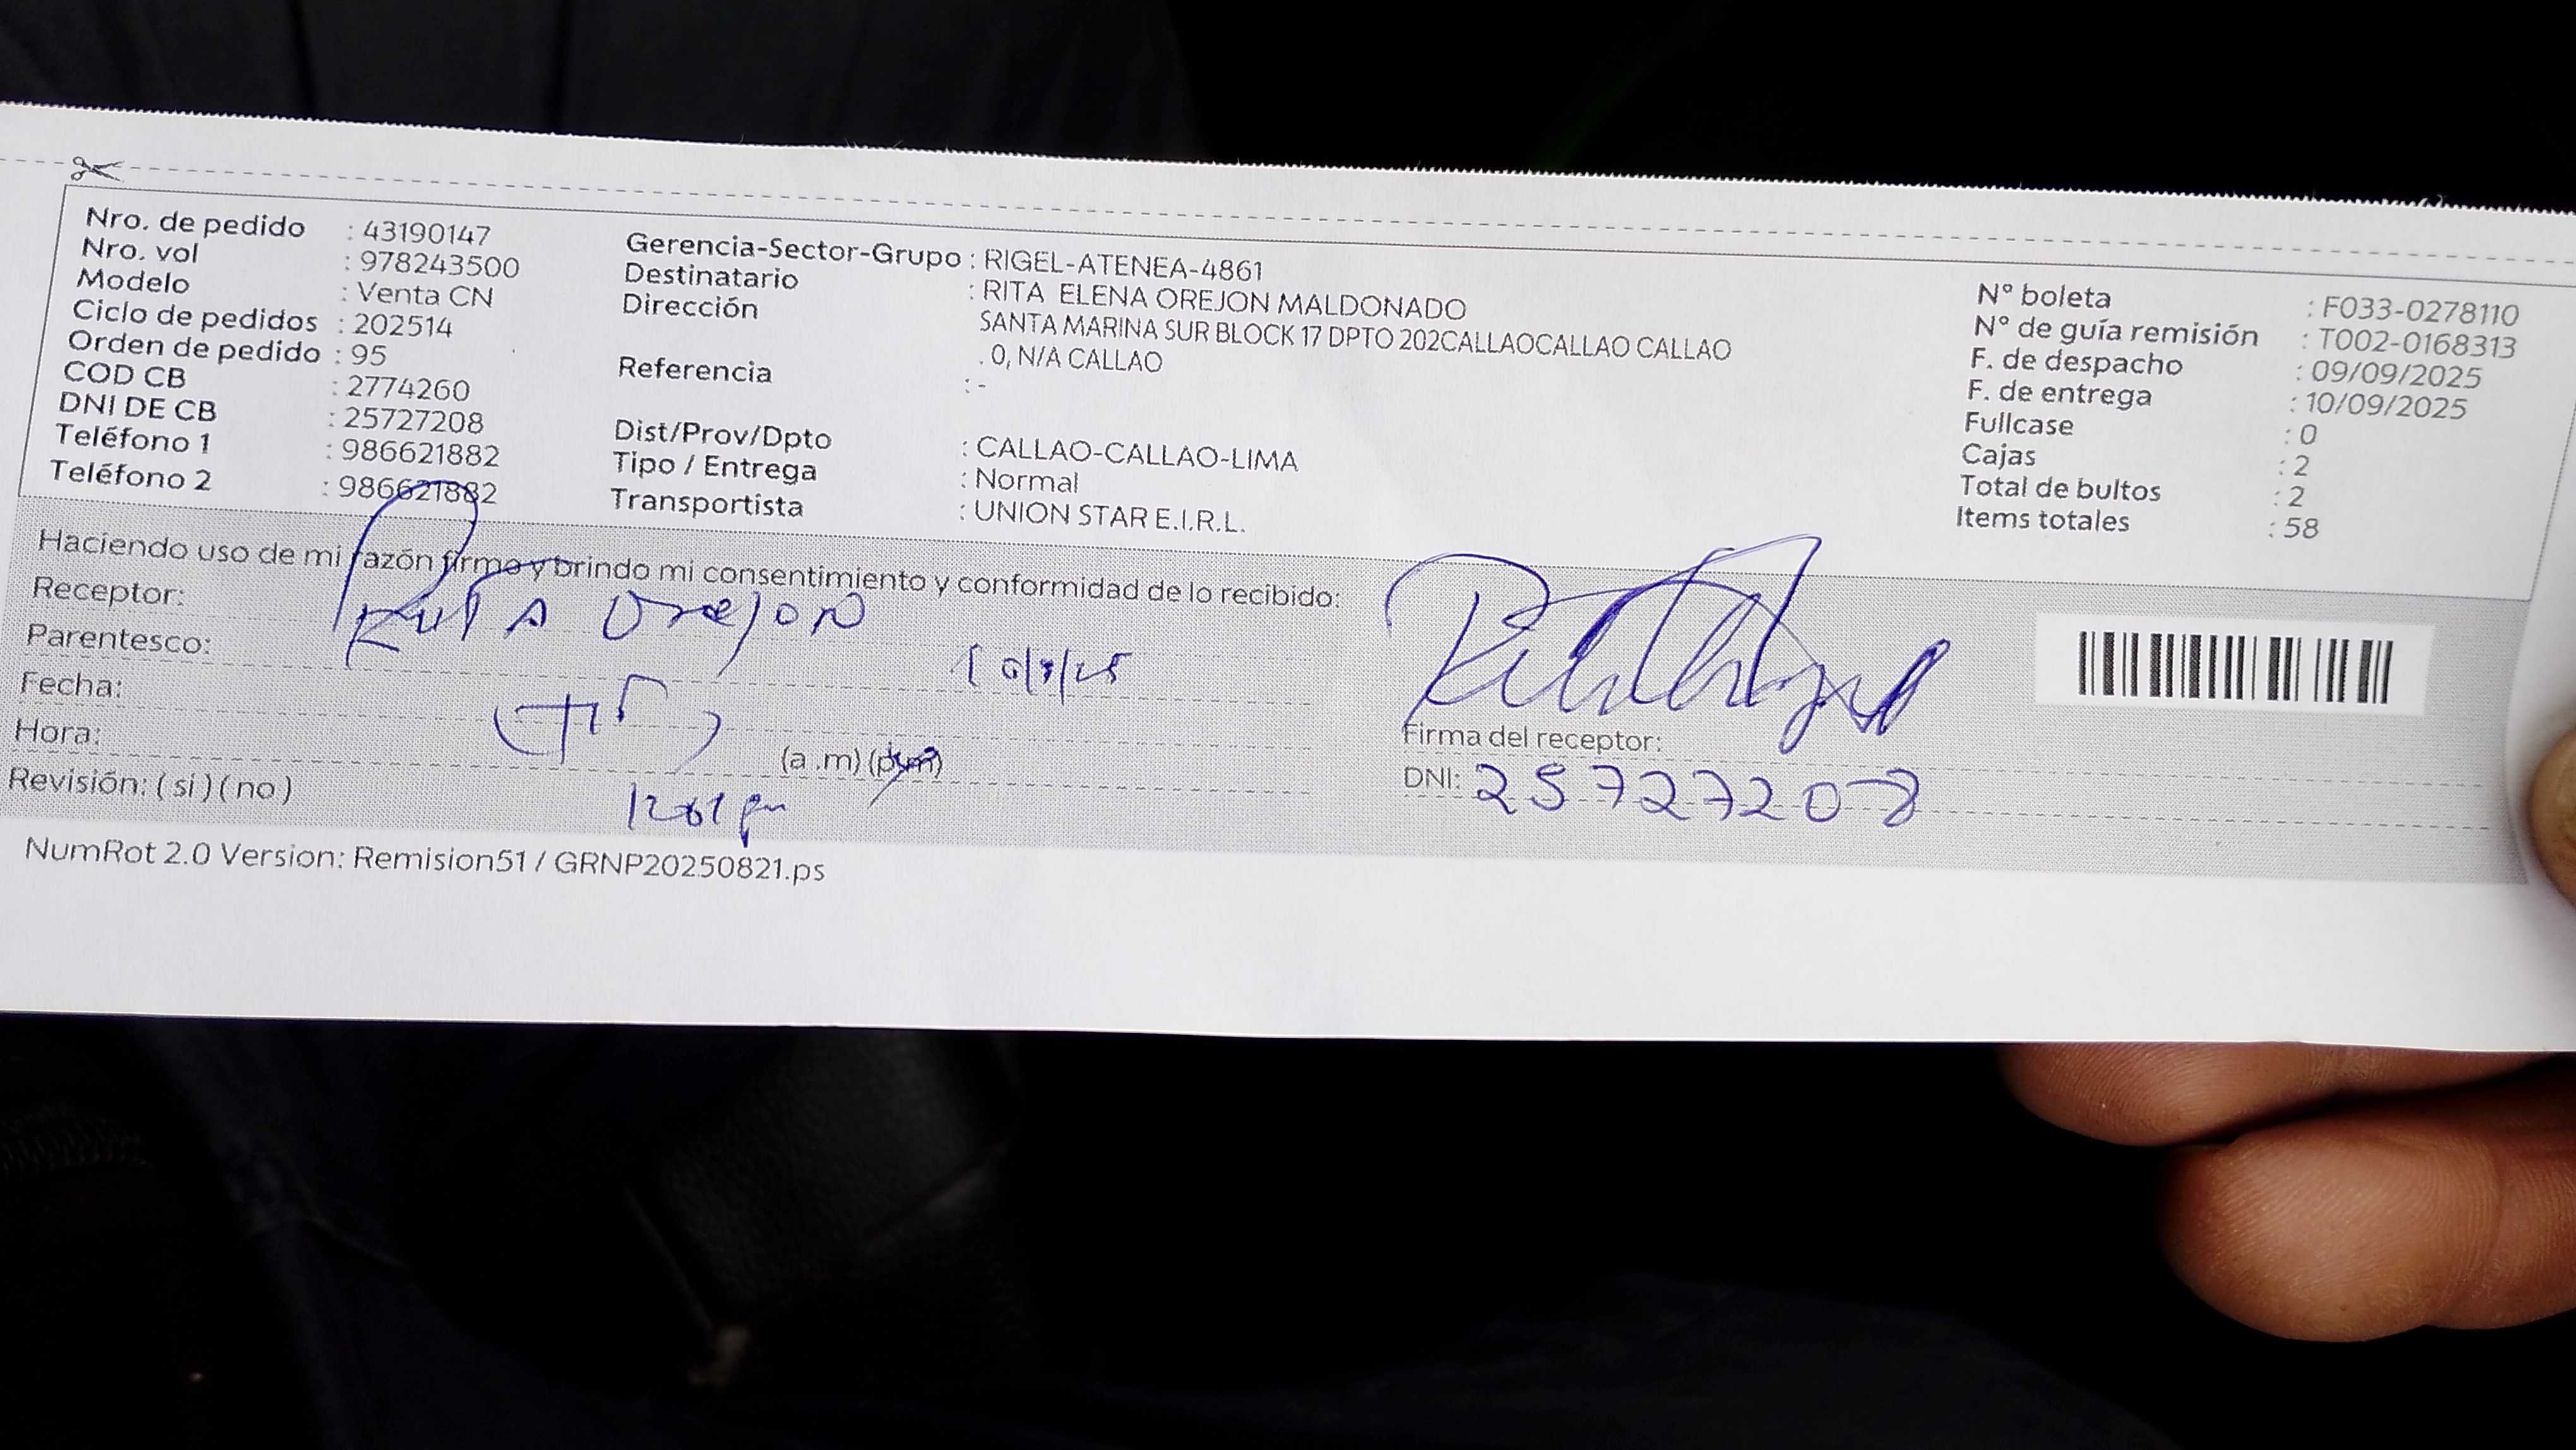 Nro. de pedido : 43190147
Nro. vol : 978243500
Modelo : Venta CN
Ciclo de pedidos : 202514
Orden de pedido : 95
COD CB : 2774260
DNI DE CB : 25727208
Teléfono 1 : 986621882
Teléfono 2 : 986621882
Gerencia-Sector-Grupo : RIGEL-ATENEA-4861
Destinatario : RITA ELENA OREJON MALDONADO
Dirección SANTA MARINA SUR BLOCK 17 DPTO 202CALLAOCALLAO CALLAO
. 0, N/A CALLAO
Referencia : -
Dist/Prov/Dpto : CALLAO-CALLAO-LIMA
Tipo / Entrega : Normal
Transportista : UNION STAR E.I.R.L.
N° boleta : F033-0278110
N° de guía remisión : T002-0168313
F. de despacho : 09/09/2025
F. de entrega : 10/09/2025
Fullcase : 0
Cajas : 2
Total de bultos : 2
Items totales : 58
Haciendo uso de mi razón firmo y brindo mi consentimiento y conformidad de lo recibido:
Receptor: Rita Orejon
Parentesco:
Fecha:
Hora: (a .m) (p.m)
Revisión: ( si ) ( no )
Firma del receptor:
DNI: 25727208
NumRot 2.0 Version: Remision51 / GRNP20250821.ps